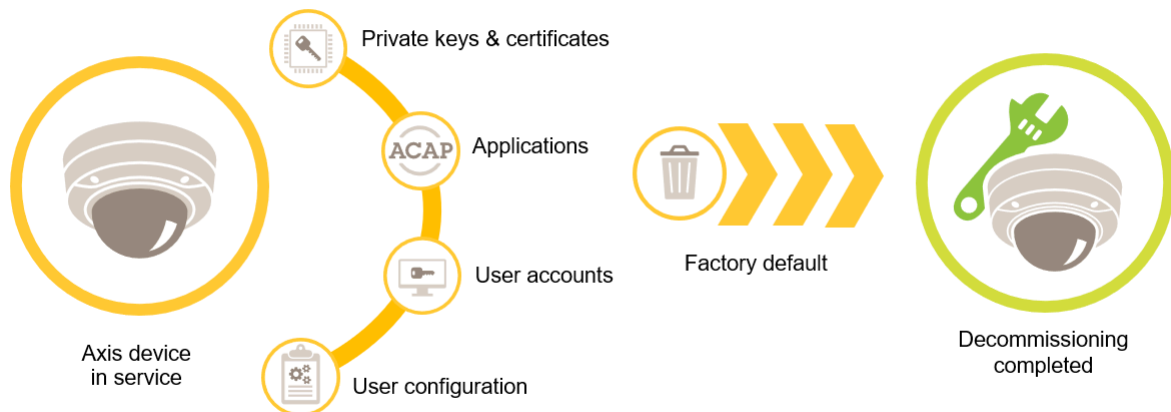 Private keys & certificates
ACAP
Applications
User accounts
User configuration
Axis device
in service
Factory default
Decommissioning
completed